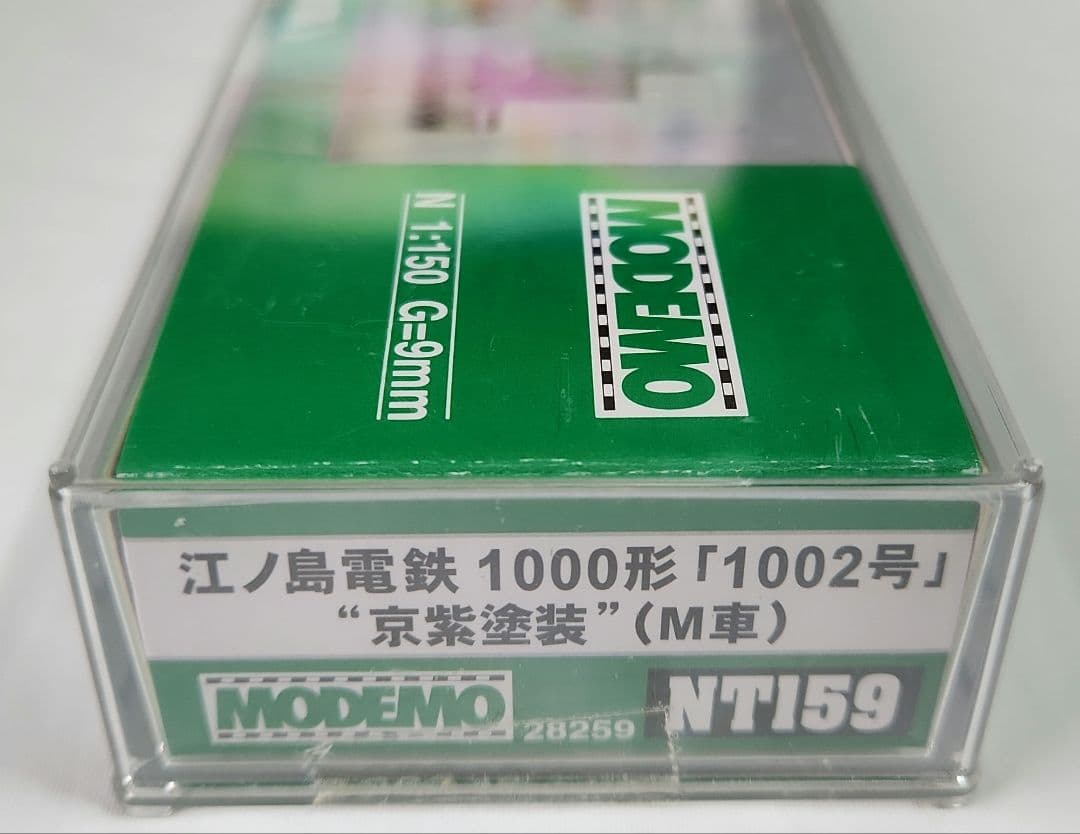 MODEMO
N 1:150 G=9mm
江ノ島電鉄 1000形「1002号」
“京紫塗装”(M車)
MODEMO 28259 NT159